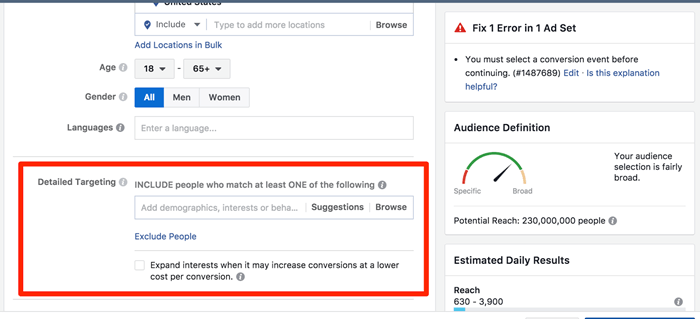 United States
Include
Type to add more locations
Browse
Add Locations in Bulk
Age
18
-
65+
Gender
All
Men
Women
Languages
Enter a language...
Detailed Targeting
INCLUDE people who match at least ONE of the following
Add demographics, interests or beha...
Suggestions
Browse
Exclude People
Expand interests when it may increase conversions at a lower
cost per conversion.
Fix 1 Error in 1 Ad Set
You must select a conversion event before
continuing. (#1487689) Edit · Is this explanation
helpful?
Audience Definition
Specific
Broad
Your audience
selection is fairly
broad.
Potential Reach: 230,000,000 people
Estimated Daily Results
Reach
630 - 3,900